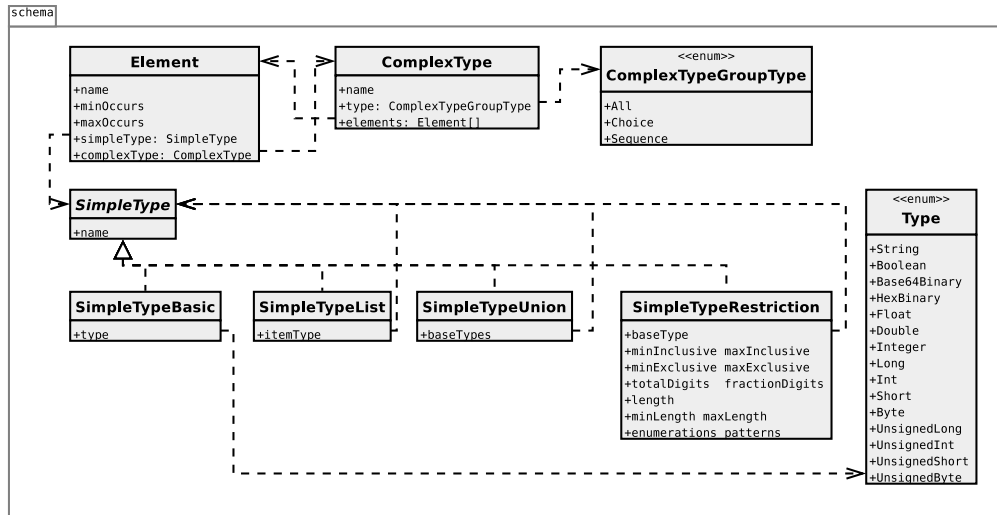 schema
Element
+name
+minOccurs
+maxOccurs
+simpleType: SimpleType
+complexType: ComplexType
ComplexType
+name
+type: ComplexTypeGroupType
+elements: Element[]
<<enum>>
ComplexTypeGroupType
+All
+Choice
+Sequence
SimpleType
+name
<<enum>>
Type
+String
+Boolean
+Base64Binary
+HexBinary
+Float
+Double
+Integer
+Long
+Int
+Short
+Byte
+UnsignedLong
+UnsignedInt
+UnsignedShort
+UnsignedByte
SimpleTypeBasic
+type
SimpleTypeList
+itemType
SimpleTypeUnion
+baseTypes
SimpleTypeRestriction
+baseType
+minInclusive maxInclusive
+minExclusive maxExclusive
+totalDigits fractionDigits
+length
+minLength maxLength
+enumerations patterns